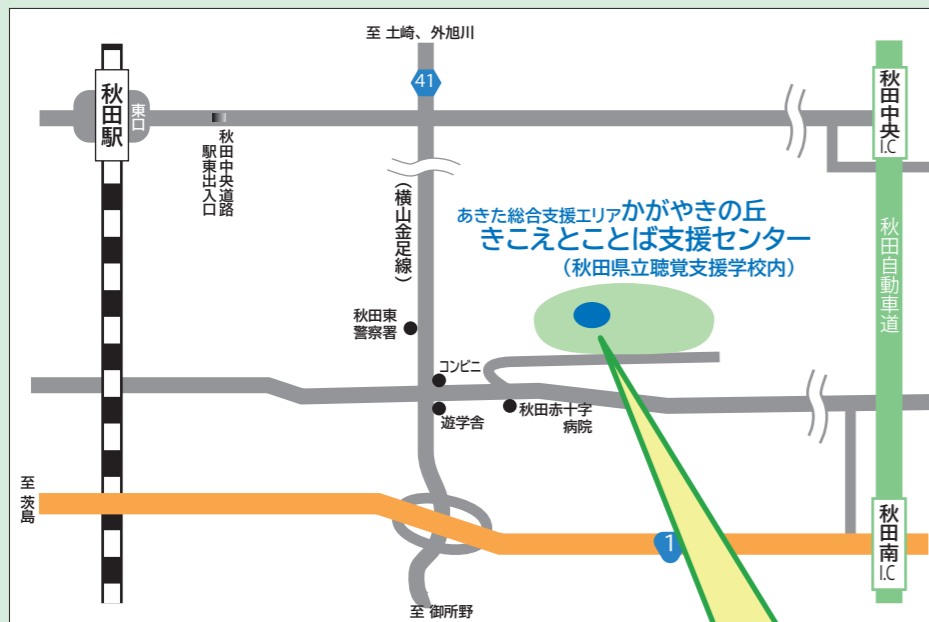 至 土崎、外旭川
41
秋田駅
東口
秋田中央道路
駅東出入口
(横山金足線)
秋田中央
I.C
あきた総合支援エリアかがやきの丘
きこえとことば支援センター
(秋田県立聴覚支援学校内)
秋田自動車道
秋田東
警察署
コンビニ
遊学舎
秋田赤十字
病院
至 茨島
1
秋田南
I.C
至 御所野